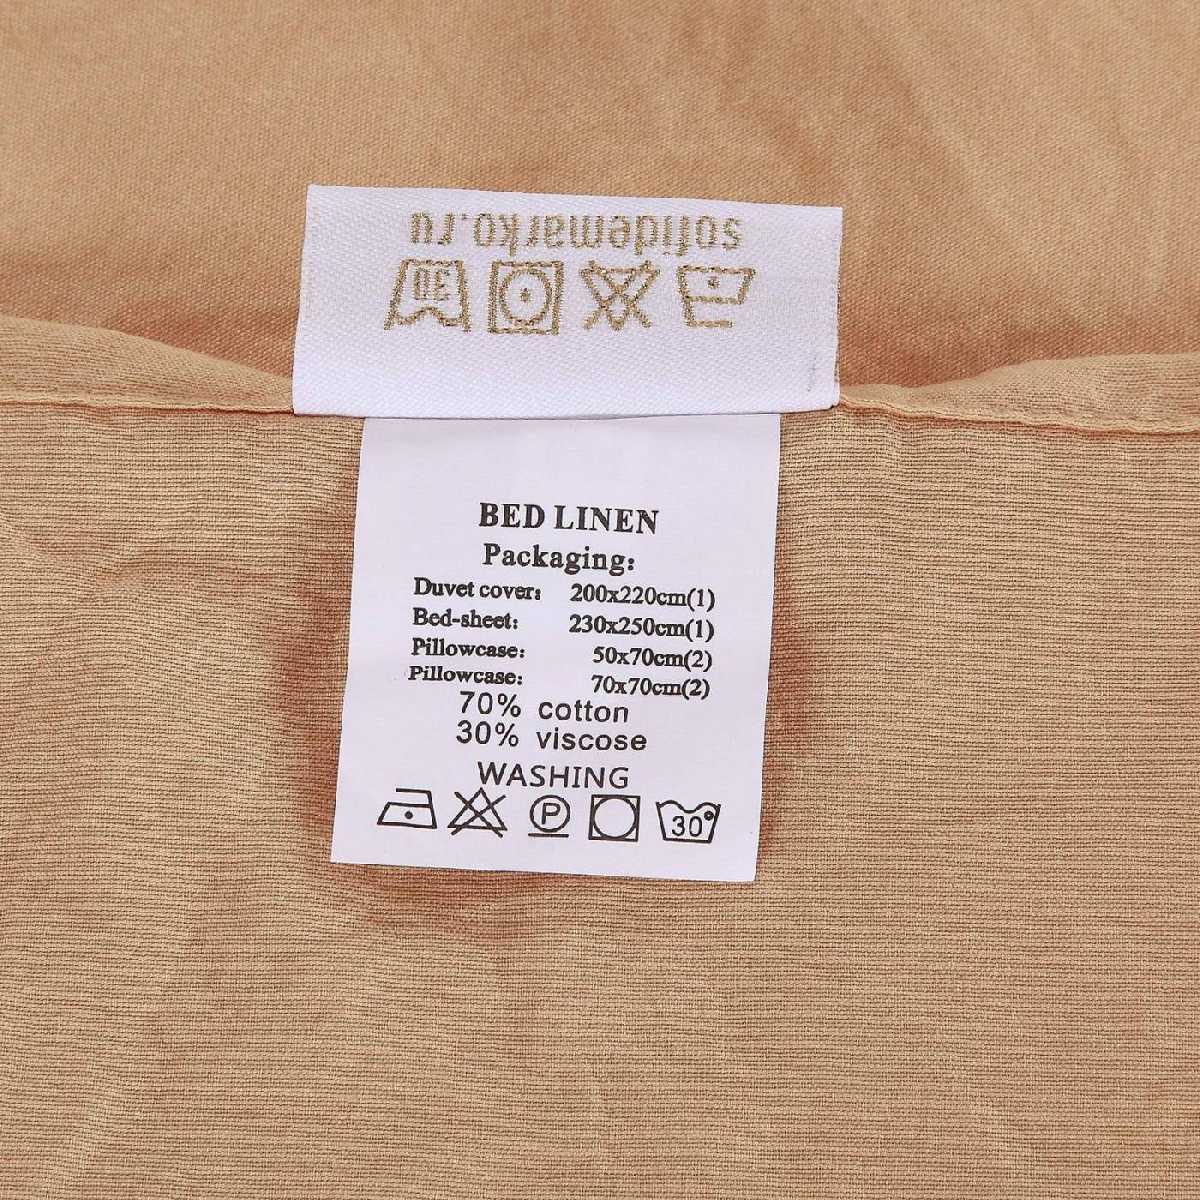 sofidemarko.ru
30
BED LINEN
Packaging:
Duvet cover: 200x220cm(1)
Bed-sheet: 230x250cm(1)
Pillowcase: 50x70cm(2)
Pillowcase: 70x70cm(2)
70% cotton
30% viscose
WASHING
P 30°